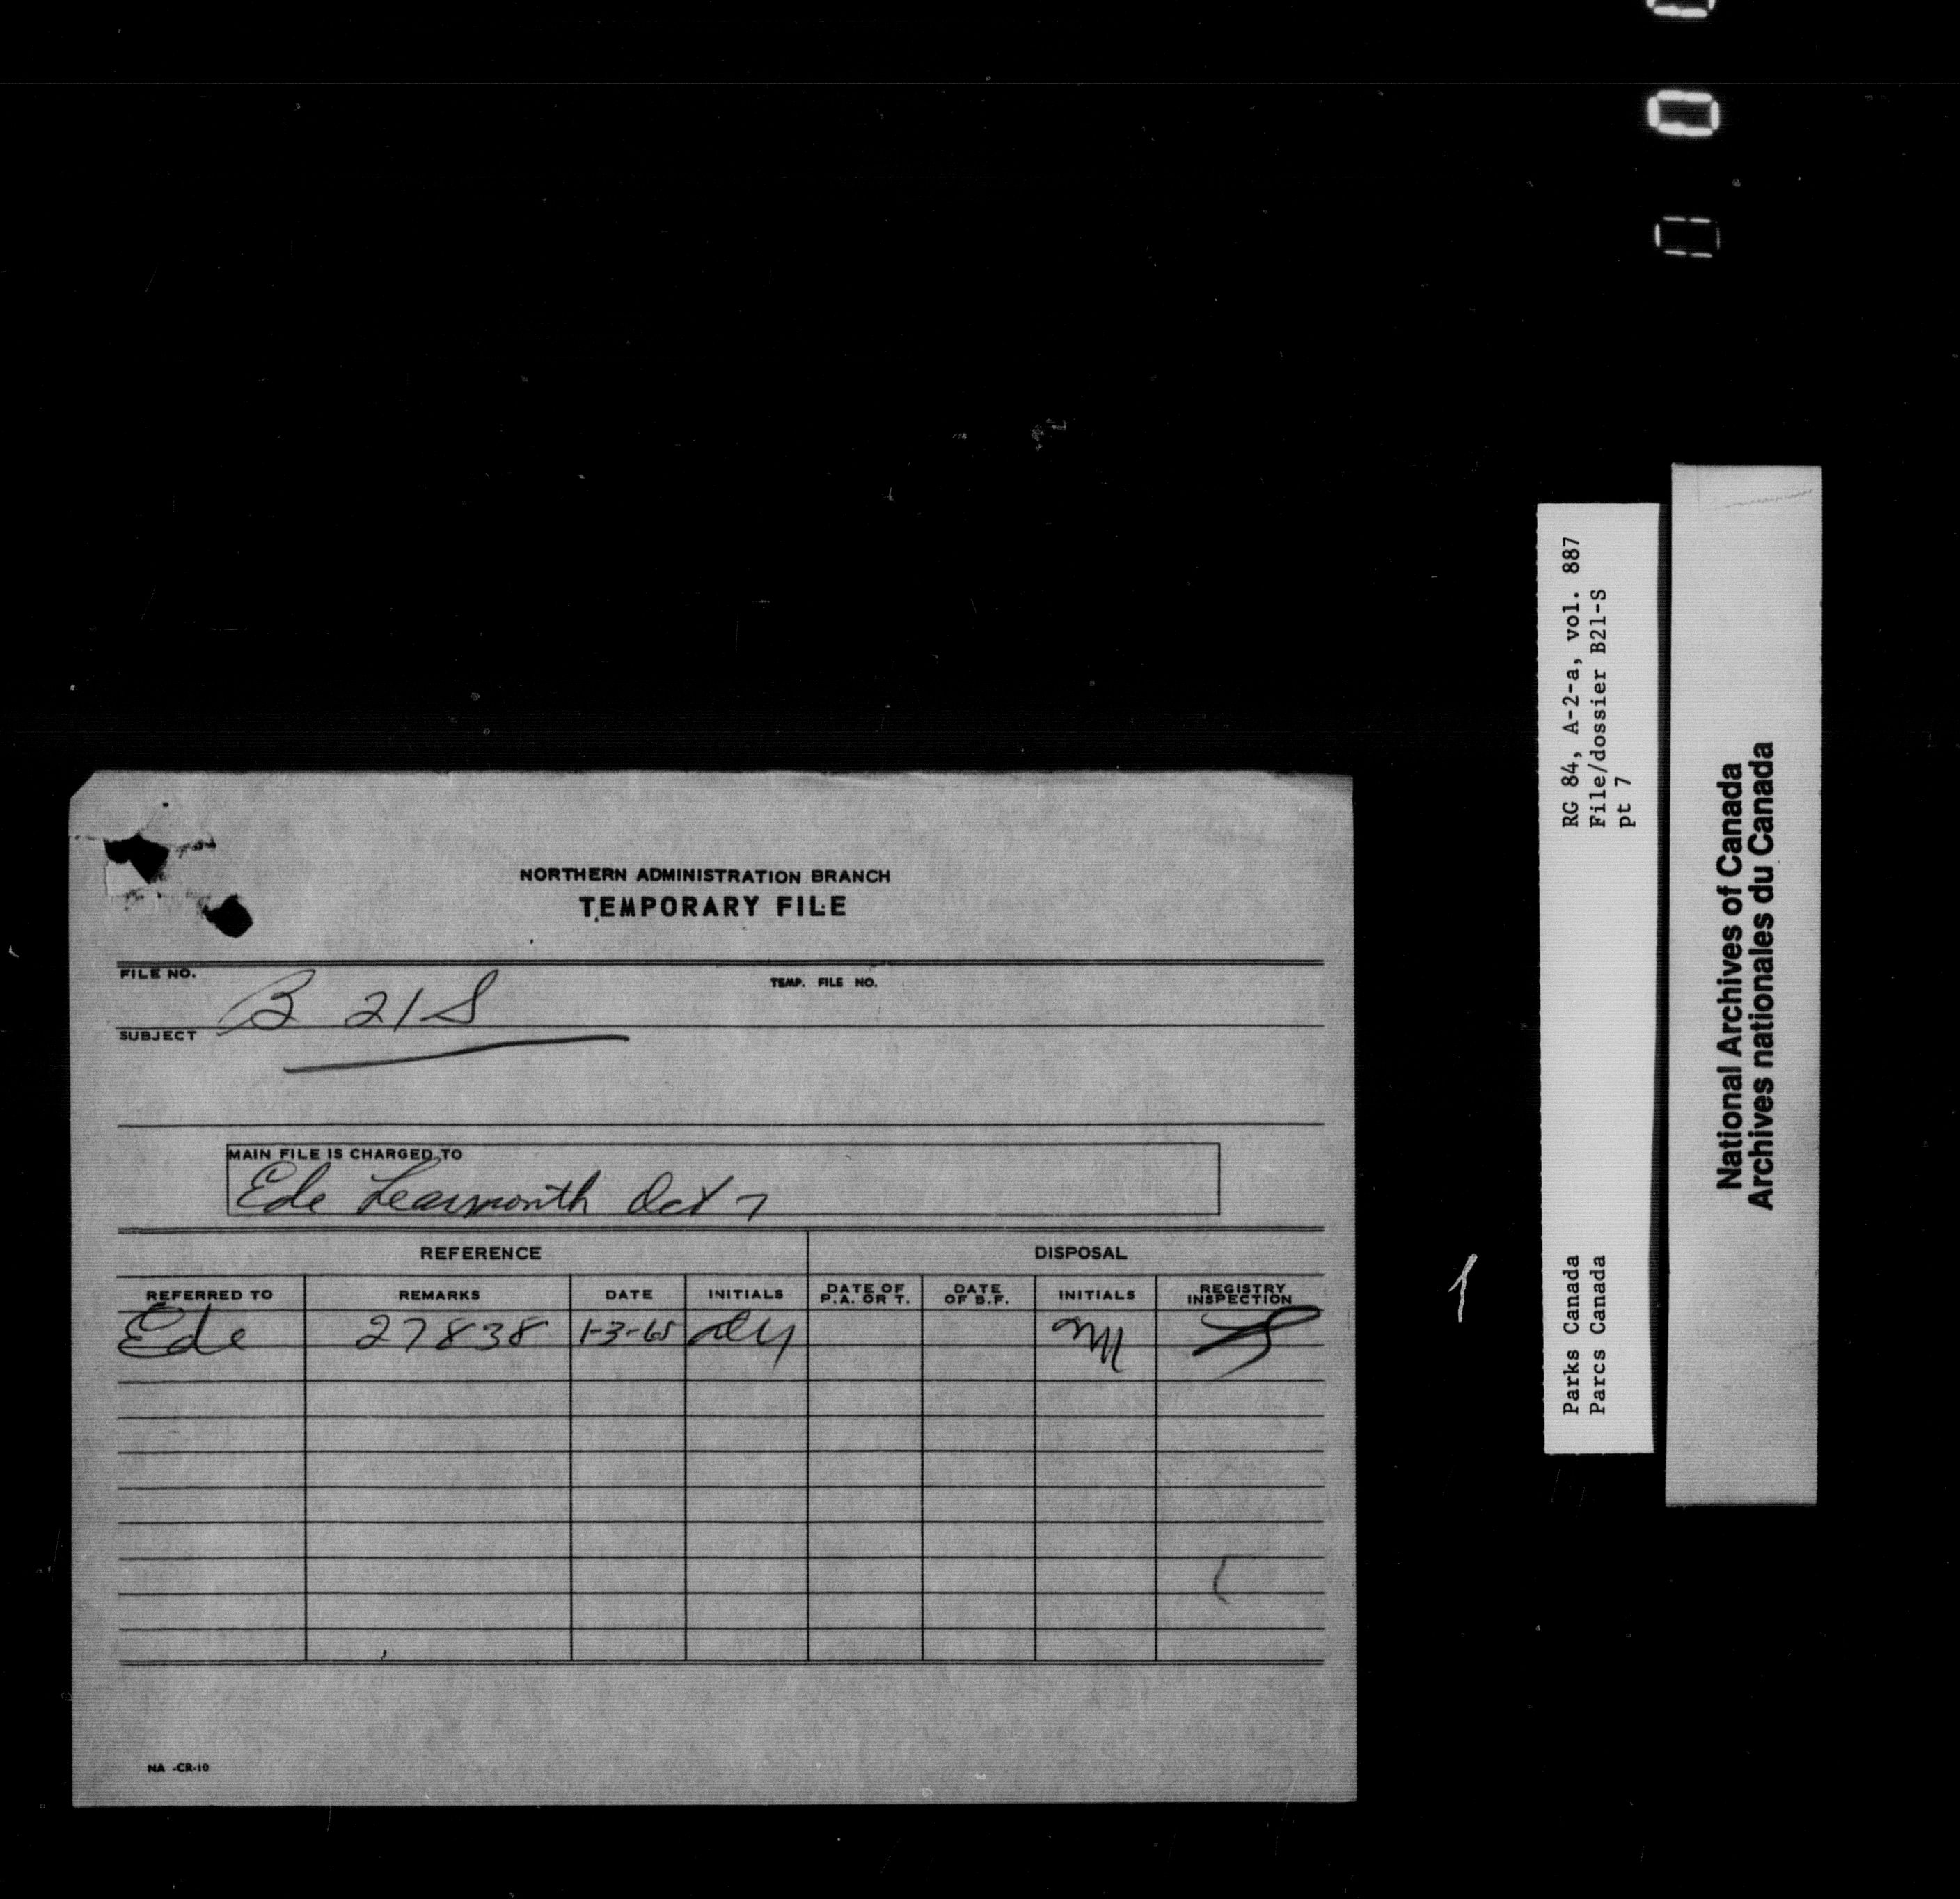 NORTHERN ADMINISTRATION BRANCH
TEMPORARY FILE
FILE NO. B 21S TEMP. FILE NO.
SUBJECT
MAIN FILE IS CHARGED TO
Ede Learmonth Oct 7
REFERENCE DISPOSAL
REFERRED TO REMARKS DATE INITIALS DATE OF P.A. OR T. DATE OF B.F. INITIALS REGISTRY INSPECTION
Ede 27838 1-3-65
NA -CR-10
RG 84, A-2-a, vol. 887
File/dossier B21-S
pt 7
Parks Canada
Parcs Canada
National Archives of Canada
Archives nationales du Canada